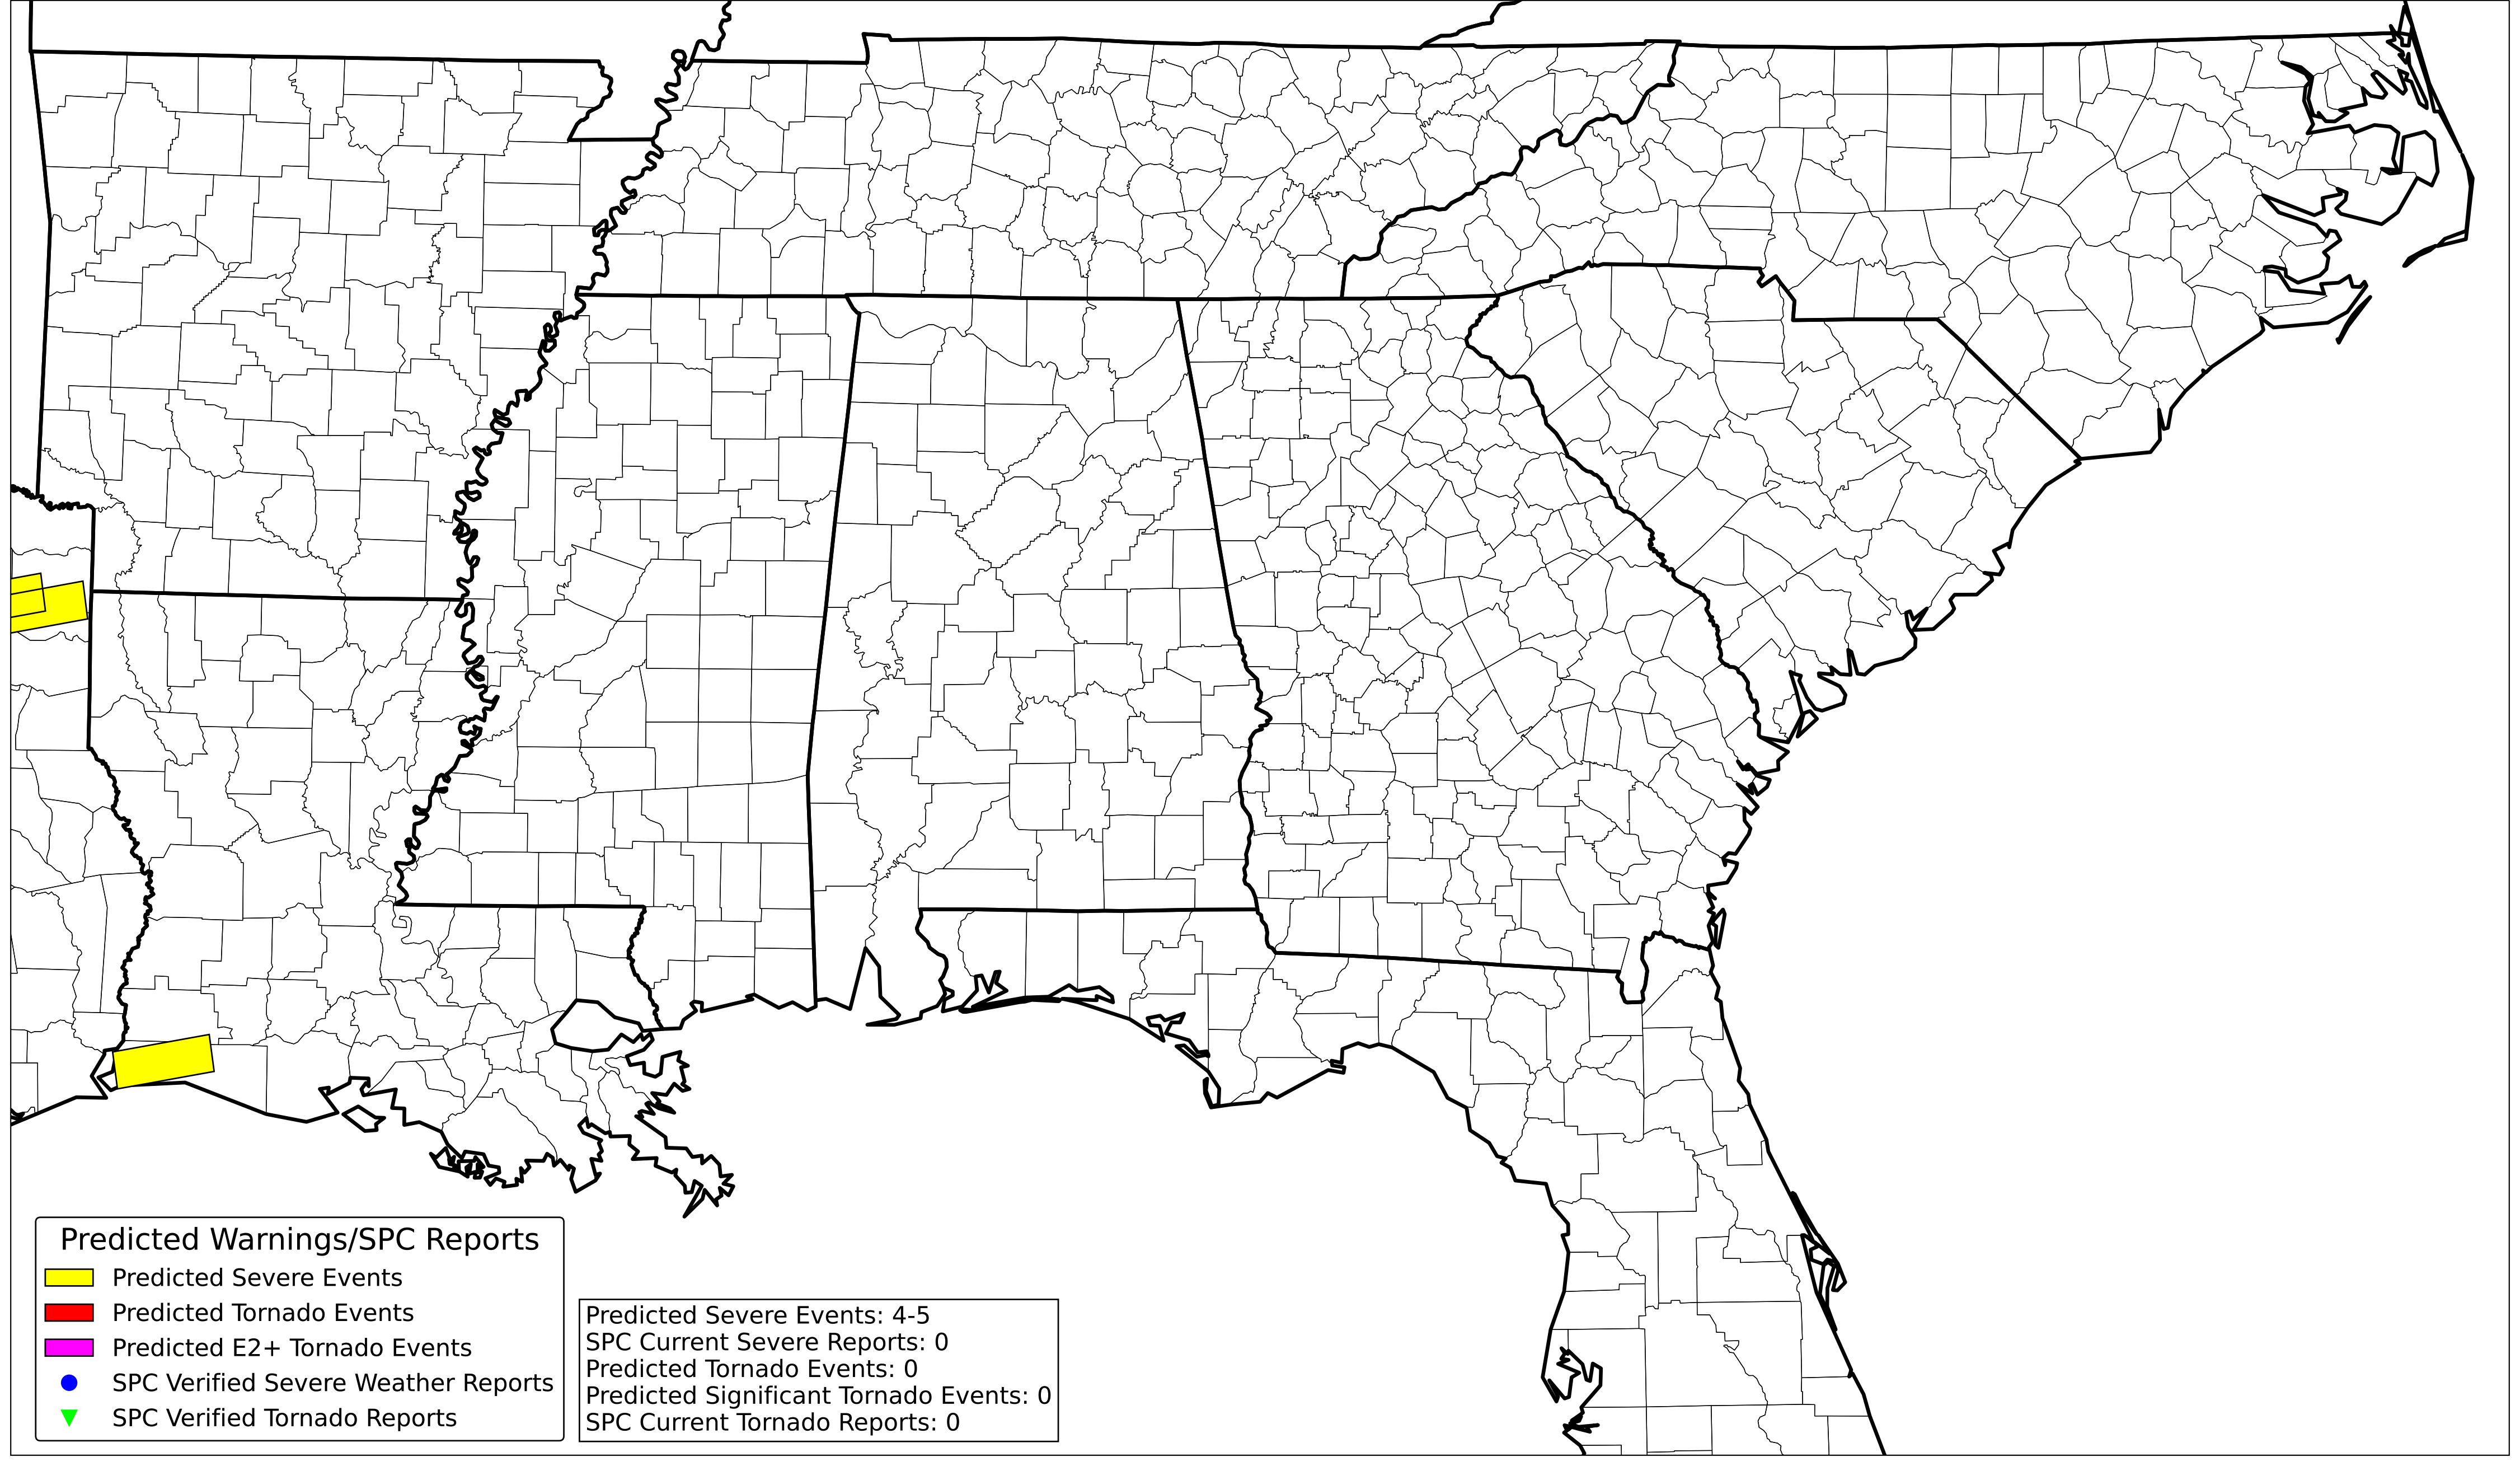 Predicted Warnings/SPC Reports
Predicted Severe Events
Predicted Tornado Events
Predicted E2+ Tornado Events
SPC Verified Severe Weather Reports
SPC Verified Tornado Reports
Predicted Severe Events: 4-5
SPC Current Severe Reports: 0
Predicted Tornado Events: 0
Predicted Significant Tornado Events: 0
SPC Current Tornado Reports: 0